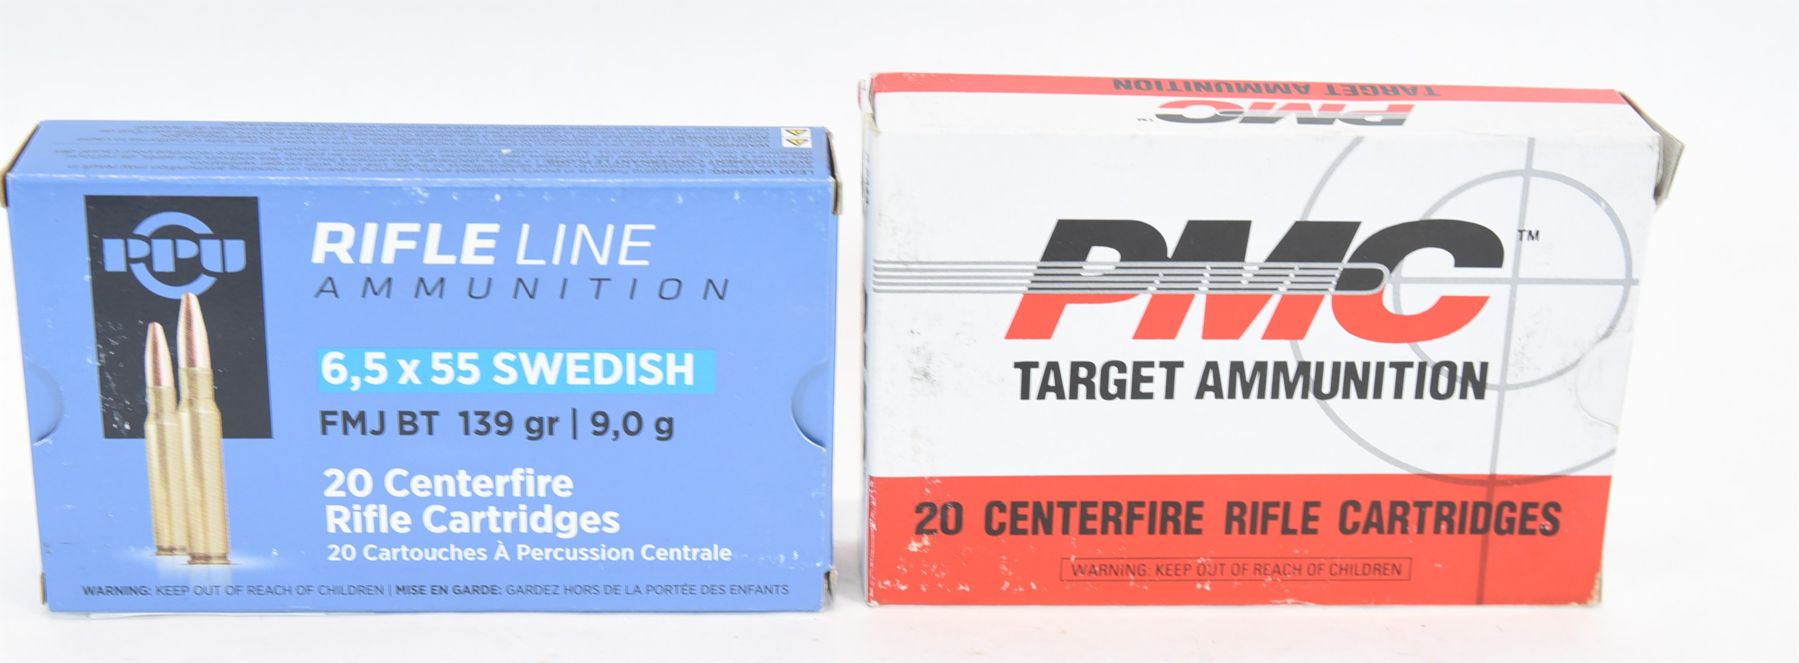 PPU
RIFLE LINE
AMMUNITION
6,5 x 55 SWEDISH
FMJ BT 139 gr | 9,0 g
20 Centerfire
Rifle Cartridges
20 Cartouches À Percussion Centrale
WARNING: KEEP OUT OF REACH OF CHILDREN | MISE EN GARDE: GARDEZ HORS DE LA PORTÉE DES ENFANTS
TARGET AMMUNITION
PMC™
PMC™
TARGET AMMUNITION
20 CENTERFIRE RIFLE CARTRIDGES
WARNING: KEEP OUT OF REACH OF CHILDREN